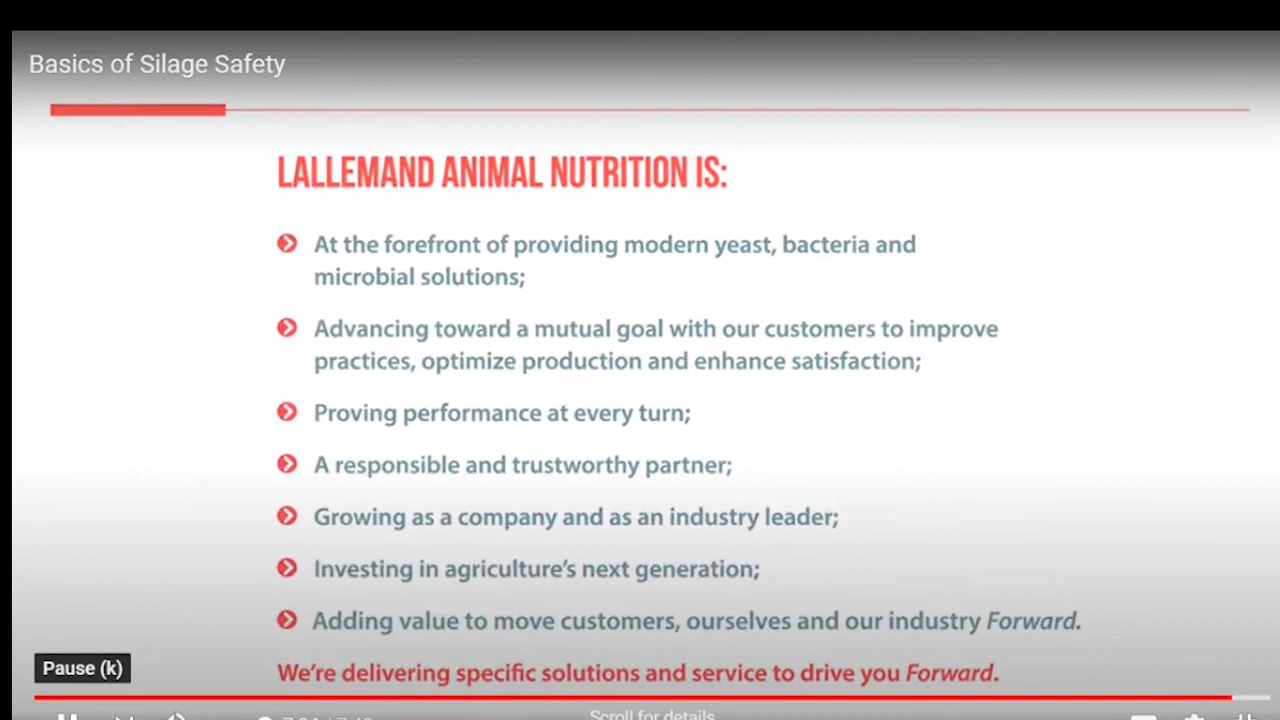 Basics of Silage Safety
LALLEMAND ANIMAL NUTRITION IS:
At the forefront of providing modern yeast, bacteria and
microbial solutions;
Advancing toward a mutual goal with our customers to improve
practices, optimize production and enhance satisfaction;
Proving performance at every turn;
A responsible and trustworthy partner;
Growing as a company and as an industry leader;
Investing in agriculture's next generation;
Adding value to move customers, ourselves and our industry Forward.
Pause (k)
We're delivering specific solutions and service to drive you Forward.
Scroll for details